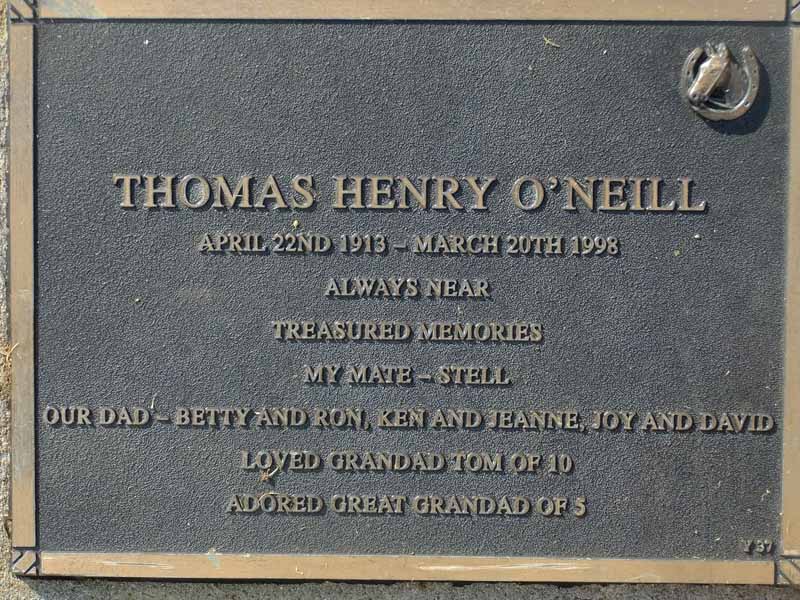 THOMAS HENRY O'NEILL
APRIL 22ND 1913 – MARCH 20TH 1998
ALWAYS NEAR
TREASURED MEMORIES
MY MATE – STELL
OUR DAD – BETTY AND RON, KEN AND JEANNE, JOY AND DAVID
LOVED GRANDAD TOM OF 10
ADORED GREAT GRANDAD OF 5
Y 37